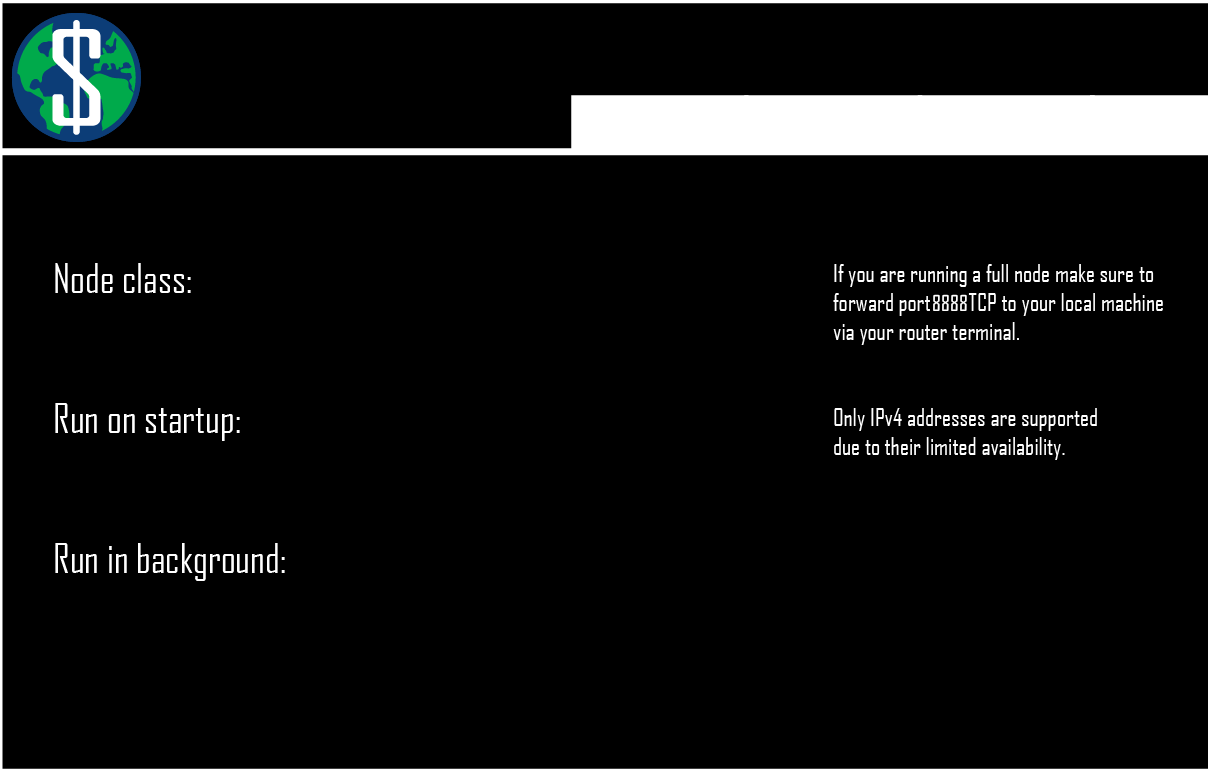 Node class:
If you are running a full node make sure to
forward port8888TCP to your local machine
via your router terminal.
Run on startup:
Only IPv4 addresses are supported
due to their limited availability.
Run in background: